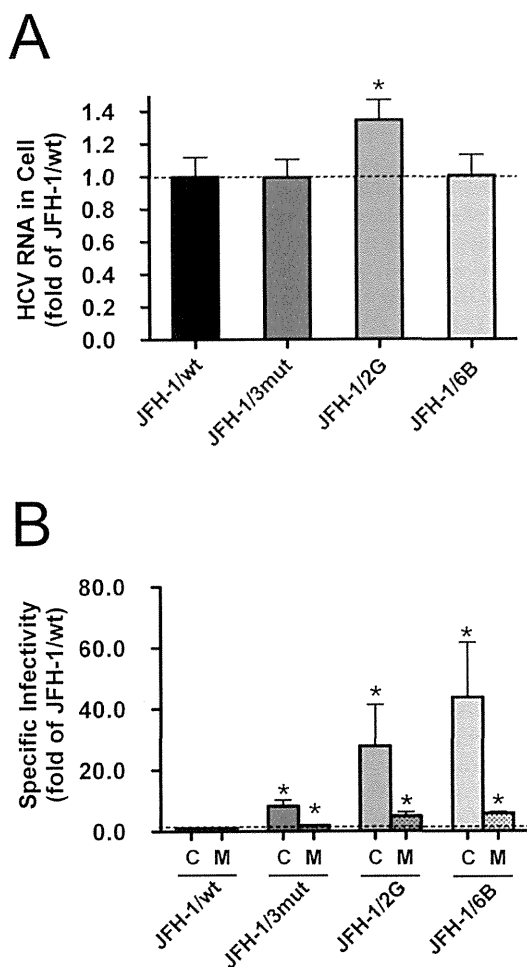 A
HCV RNA in Cell
(fold of JFH-1/wt)
1.4
1.2
1.0
0.8
0.6
0.4
0.2
0.0
*
JFH-1/wt
JFH-1/3mut
JFH-1/2G
JFH-1/6B
B
Specific Infectivity
(fold of JFH-1/wt)
80.0
60.0
40.0
20.0
0.0
* * * * * *
C M C M C M C M
JFH-1/wt
JFH-1/3mut
JFH-1/2G
JFH-1/6B